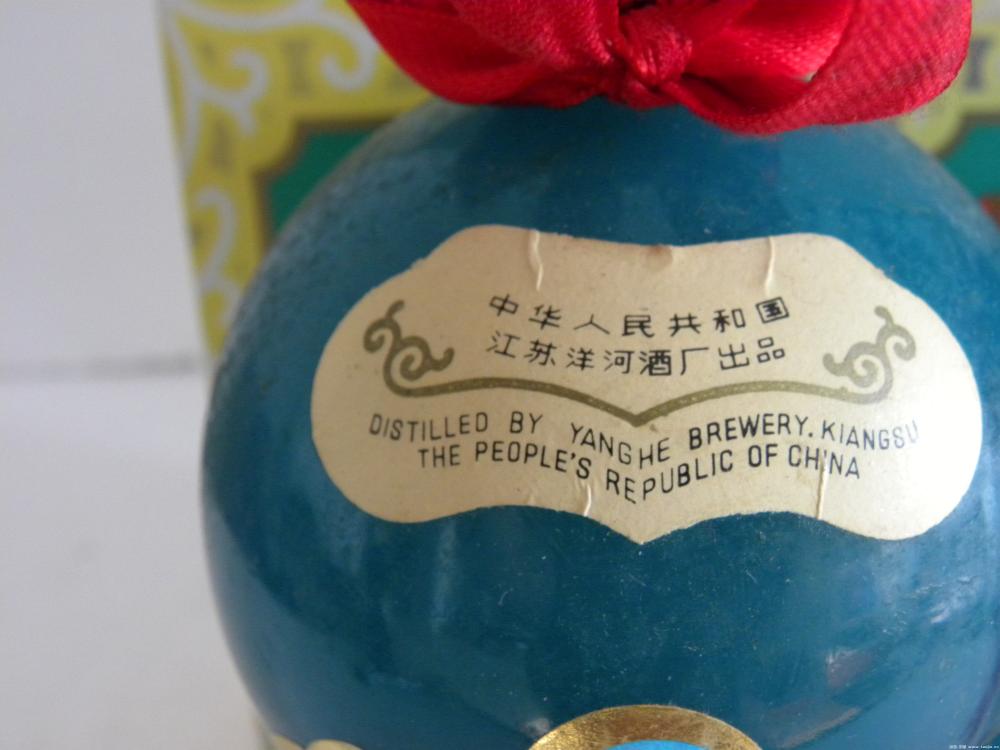 中华人民共和国
江苏洋河酒厂出品
DISTILLED BY YANGHE BREWERY. KIANGSU
THE PEOPLE'S REPUBLIC OF CHINA